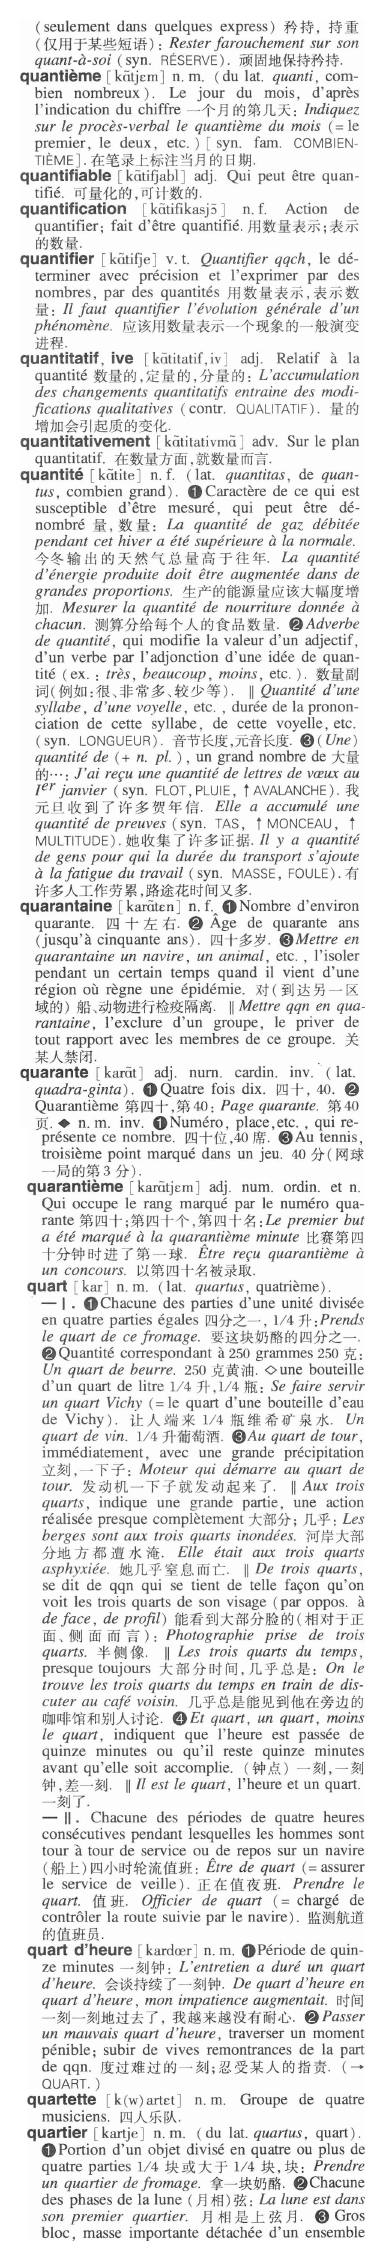 (seulement dans quelques express) 矜持, 持重
(仅用于某些短语): Rester farouchement sur son
quant-à-soi (syn. RÉSERVE). 顽固地保持矜持.
quantième [kɑ̃tjɛm] n. m. (du lat. quanti, com-
bien nombreux). Le jour du mois, d'après
l'indication du chiffre 一个月的第几天: Indiquez
sur le procès-verbal le quantième du mois (= le
premier, le deux, etc.) [ syn. fam. COMBIEN-
TIÈME]. 在笔录上标注当月的日期.
quantifiable [kɑ̃tifjabl] adj. Qui peut être quan-
tifié. 可量化的,可计数的.
quantification [kɑ̃tifikasjɔ̃] n. f. Action de
quantifier; fait d'être quantifié. 用数量表示;表示
的数量.
quantifier [kɑ̃tifje] v. t. Quantifier qqch, le dé-
terminer avec précision et l'exprimer par des
nombres, par des quantités 用数量表示,表示数
量: Il faut quantifier l'évolution générale d'un
phénomène. 应该用数量表示一个现象的一般演变
进程.
quantitatif, ive [kɑ̃titatif, iv] adj. Relatif à la
quantité 数量的,定量的,分量的: L'accumulation
des changements quantitatifs entraine des modi-
fications qualitatives (contr. QUALITATIF). 量的
增加会引起质的变化.
quantitativement [kɑ̃titativmɑ̃] adv. Sur le plan
quantitatif. 在数量方面,就数量而言.
quantité [kɑ̃tite] n. f. (lat. quantitas, de quan-
tus, combien grand). ❶Caractère de ce qui est
susceptible d'être mesuré, qui peut être dé-
nombré 量, 数量: La quantité de gaz débitée
pendant cet hiver a été supérieure à la normale.
今冬输出的天然气总量高于往年. La quantité
d'énergie produite doit être augmentée dans de
grandes proportions. 生产的能源量应该大幅度增
加. Mesurer la quantité de nourriture donnée à
chacun. 测算分给每个人的食品数量. ❷Adverbe
de quantité, qui modifie la valeur d'un adjectif,
d'un verbe par l'adjonction d'une idée de quan-
tité (ex. : très, beaucoup, moins, etc. ). 数量副
词(例如:很、非常多、较少等). ‖ Quantité d'une
syllabe, d'une voyelle, etc. , durée de la pronon-
ciation de cette syllabe, de cette voyelle, etc.
(syn. LONGUEUR). 音节长度,元音长度. ❸(Une)
quantité de (+ n. pl. ), un grand nombre de 大量
的…: J'ai reçu une quantité de lettres de vœux au
1er janvier (syn. FLOT, PLUIE, ↑AVALANCHE). 我
元旦收到了许多贺年信. Elle a accumulé une
quantité de preuves (syn. TAS, ↑MONCEAU, ↑
MULTITUDE). 她收集了许多证据. Il y a quantité
de gens pour qui la durée du transport s'ajoute
à la fatigue du travail (syn. MASSE, FOULE). 有
许多人工作劳累,路途花时间又多.
quarantaine [karɑ̃tɛn] n. f. ❶Nombre d'environ
quarante. 四十左右. ❷ Âge de quarante ans
(jusqu'à cinquante ans). 四十多岁. ❸Mettre en
quarantaine un navire, un animal, etc. , l'isoler
pendant un certain temps quand il vient d'une
région où règne une épidémie. 对(到达另一区
域的) 船、动物进行检疫隔离. ‖ Mettre qqn en qua-
rantaine, l'exclure d'un groupe, le priver de
tout rapport avec les membres de ce groupe. 关
某人禁闭.
quarante [karɑ̃t] adj. num. cardin. inv. (lat.
quadra-ginta). ❶Quatre fois dix. 四十, 40. ❷
Quarantième 第四十,第40; Page quarante. 第40
页. ◆ n. m. inv. ❶Numéro, place,etc. , qui re-
présente ce nombre. 四十位,40 席. ❸Au tennis,
troisième point marqué dans un jeu. 40 分(网球
一局的第 3 分).
quarantième [karɑ̃tjɛm] adj. num. ordin. et n.
Qui occupe le rang marqué par le numéro qua-
rante 第四十;第四十个,第四十名: Le premier but
a été marqué à la quarantième minute 比赛第四
十分钟时进了第一球. Être reçu quarantième à
un concours. 以第四十名被录取.
quart [kar] n. m. (lat. quartus, quatrième).
— I. ❶Chacune des parties d'une unité divisée
en quatre parties égales 四分之一, 1/4 升:Prends
le quart de ce fromage. 要这块奶酪的四分之一.
❷Quantité correspondant à 250 grammes 250 克:
Un quart de beurre. 250 克黄油. ◇une bouteille
d'un quart de litre 1/4 升,1/4 瓶: Se faire servir
un quart Vichy (= le quart d'une bouteille d'eau
de Vichy). 让人端来 1/4 瓶维希矿泉水. Un
quart de vin. 1/4 升葡萄酒. ❸Au quart de tour,
immédiatement, avec une grande précipitation
立刻,一下子: Moteur qui démarre au quart de
tour. 发动机一下子就发动起来了. ‖ Aux trois
quarts, indique une grande partie, une action
réalisée presque complètement 大部分; 几乎: Les
berges sont aux trois quarts inondées. 河岸大部
分地方都遭水淹. Elle était aux trois quarts
asphyxiée. 她几乎窒息而亡. ‖ De trois quarts,
se dit de qqn qui se tient de telle façon qu'on
voit les trois quarts de son visage (par oppos. à
de face, de profil) 能看到大部分脸的(相对于正
面、侧面而言): Photographie prise de trois
quarts. 半侧像. ‖ Les trois quarts du temps,
presque toujours 大部分时间,几乎总是: On le
trouve les trois quarts du temps en train de dis-
cuter au café voisin. 几乎总是能见到他在旁边的
咖啡馆和别人讨论. ❹Et quart, un quart, moins
le quart, indiquent que l'heure est passée de
quinze minutes ou qu'il reste quinze minutes
avant qu'elle soit accomplie. (钟点) 一刻,一刻
钟,差一刻. ‖ Il est le quart, l'heure et un quart.
一刻了.
— II. Chacune des périodes de quatre heures
consécutives pendant lesquelles les hommes sont
tour à tour de service ou de repos sur un navire
(船上)四小时轮流值班: Être de quart (= assurer
le service de veille). 正在值夜班. Prendre le
quart. 值班. Officier de quart (= chargé de
contrôler la route suivie par le navire). 监测航道
的值班员.
quart d'heure [kardœr] n. m. ❶Période de quin-
ze minutes 一刻钟: L'entretien a duré un quart
d'heure. 会谈持续了一刻钟. De quart d'heure en
quart d'heure, mon impatience augmentait. 时间
一刻一刻地过去了, 我越来越没有耐心. ❷Passer
un mauvais quart d'heure, traverser un moment
pénible; subir de vives remontrances de la part
de qqn. 度过难过的一刻;忍受某人的指责. (→
QUART. )
quartette [k(w)artɛt] n. m. Groupe de quatre
musiciens. 四人乐队.
quartier [kartje] n. m. (du lat. quartus, quart).
❶Portion d'un objet divisé en quatre ou plus de
quatre parties 1/4 块或大于 1/4 块,块: Prendre
un quartier de fromage. 拿一块奶酪. ❷Chacune
des phases de la lune (月相)弦: La lune est dans
son premier quartier. 月相是上弦月. ❸ Gros
bloc, masse importante détachée d'un ensemble